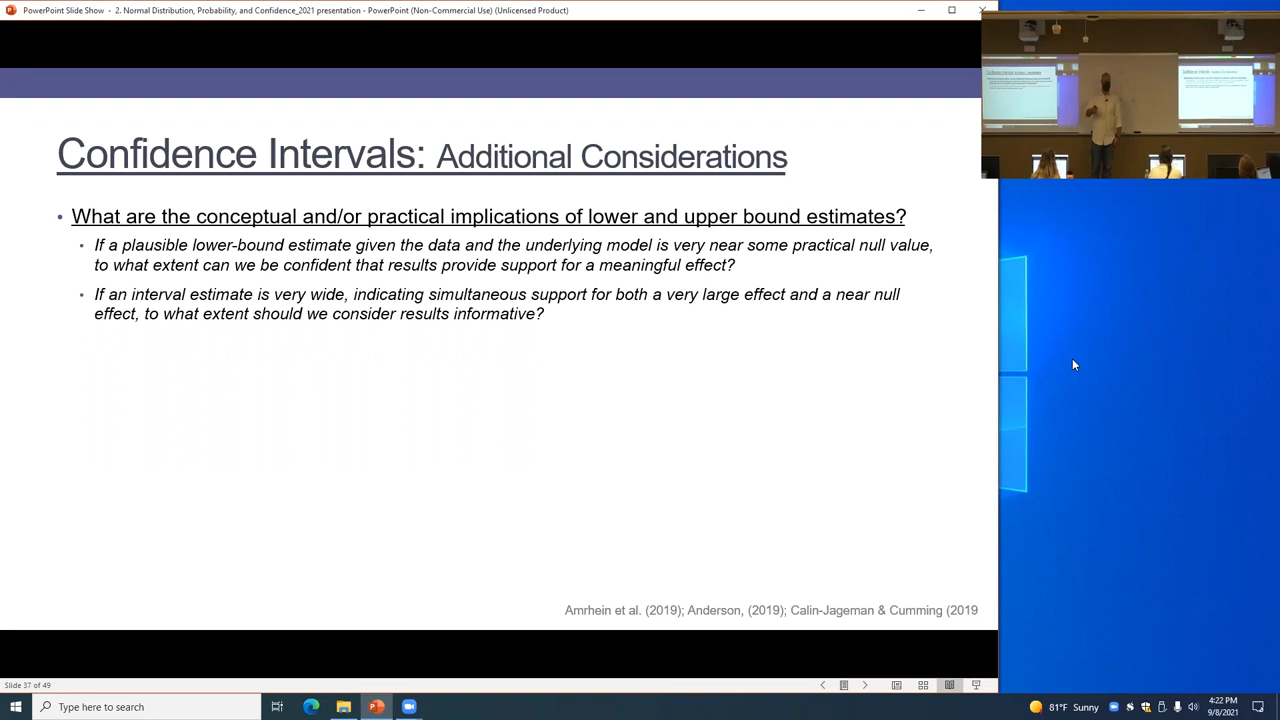 PowerPoint Slide Show - 2. Normal Distribution, Probability, and Confidence_2021 presentation - PowerPoint (Non-Commercial Use) (Unlicensed Product)
Confidence Intervals: Additional Considerations
• What are the conceptual and/or practical implications of lower and upper bound estimates?
• If a plausible lower-bound estimate given the data and the underlying model is very near some practical null value,
to what extent can we be confident that results provide support for a meaningful effect?
• If an interval estimate is very wide, indicating simultaneous support for both a very large effect and a near null
effect, to what extent should we consider results informative?
Amrhein et al. (2019); Anderson, (2019); Calin-Jageman & Cumming (2019
Slide 37 of 49
Type here to search
81°F Sunny
4:22 PM
9/8/2021